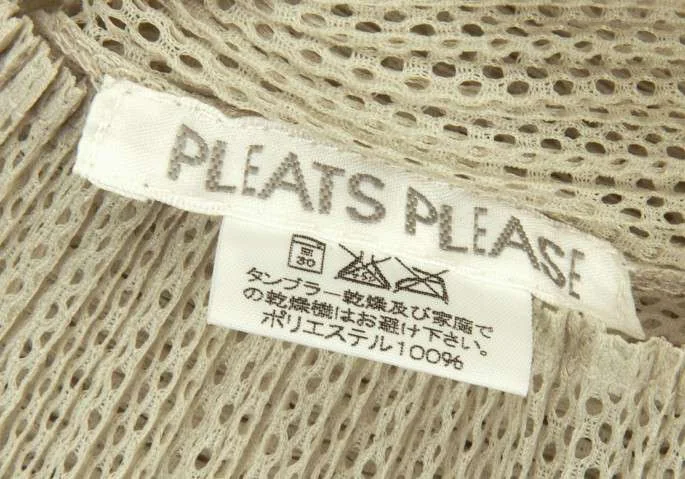 PLEATS PLEASE
30
タンブラー乾燥及び家庭で
の乾燥機はお避け下さい。
ポリエステル100%